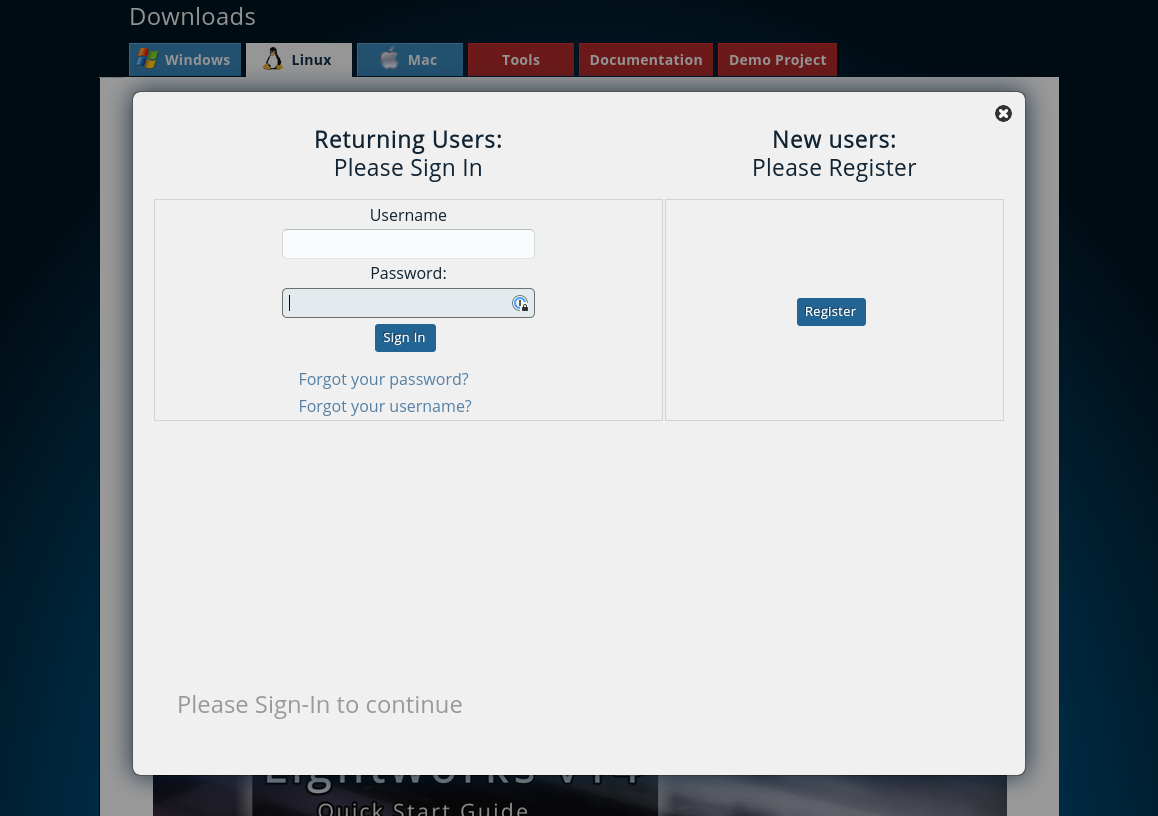 Downloads
Windows
Linux
Mac
Tools
Documentation
Demo Project
Returning Users:
Please Sign In
New users:
Please Register
Username
Password:
Sign In
Forgot your password?
Forgot your username?
Register
Please Sign-In to continue
Lightworks v14
Quick Start Guide